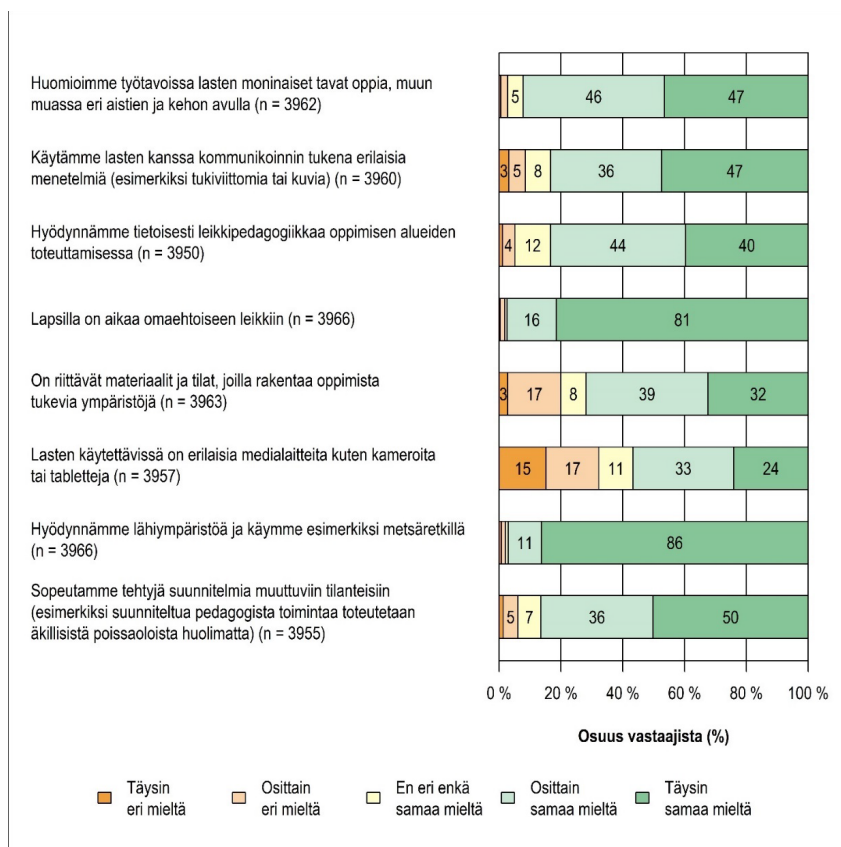 Huomioimme työtavoissa lasten moninaiset tavat oppia, muun
muassa eri aistien ja kehon avulla (n = 3962)
5 46 47
Käytämme lasten kanssa kommunikoinnin tukena erilaisia
menetelmiä (esimerkiksi tukiviittomia tai kuvia) (n = 3960)
3 5 8 36 47
Hyödynnämme tietoisesti leikkipedagogiikkaa oppimisen alueiden
toteuttamisessa (n = 3950)
4 12 44 40
Lapsilla on aikaa omaehtoiseen leikkiin (n = 3966)
16 81
On riittävät materiaalit ja tilat, joilla rakentaa oppimista
tukevia ympäristöjä (n = 3963)
3 17 8 39 32
Lasten käytettävissä on erilaisia medialaitteita kuten kameroita
tai tabletteja (n = 3957)
15 17 11 33 24
Hyödynnämme lähiympäristöä ja käymme esimerkiksi metsäretkillä
(n = 3966)
11 86
Sopeutamme tehtyjä suunnitelmia muuttuviin tilanteisiin
(esimerkiksi suunniteltua pedagogista toimintaa toteutetaan
äkillisistä poissaoloista huolimatta) (n = 3955)
5 7 36 50
0 % 20 % 40 % 60 % 80 % 100 %
Osuus vastaajista (%)
Täysin
eri mieltä
Osittain
eri mieltä
En eri enkä
samaa mieltä
Osittain
samaa mieltä
Täysin
samaa mieltä